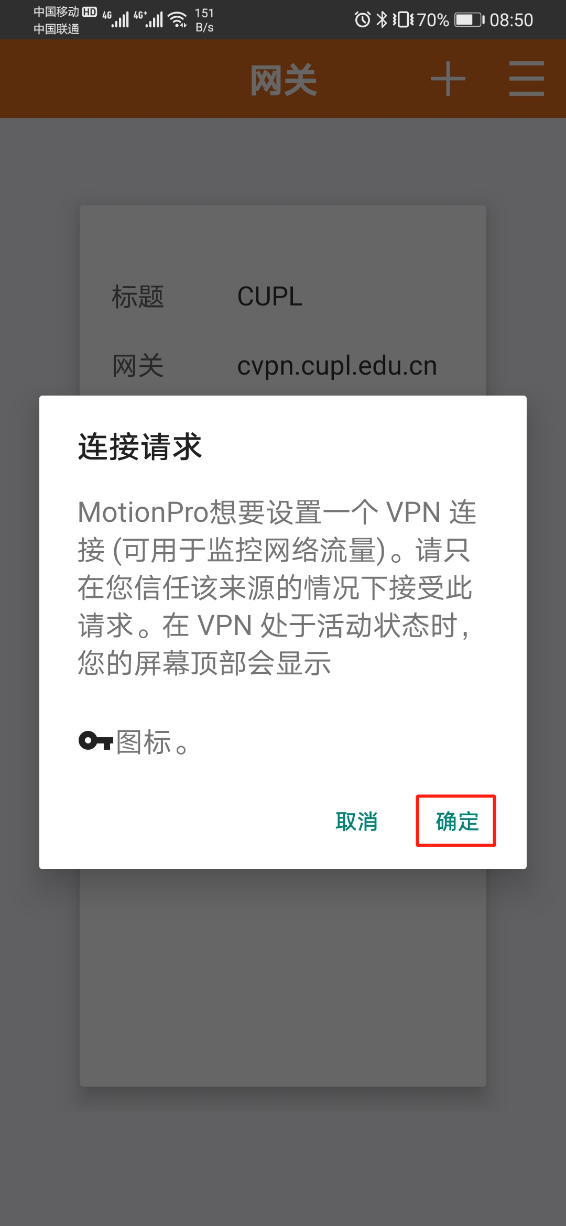 中国移动 HD 4G 4G+ 151 B/s 70% 08:50
中国联通
网关
标题 CUPL
网关 cvpn.cupl.edu.cn
连接请求
MotionPro想要设置一个 VPN 连
接 (可用于监控网络流量)。请只
在您信任该来源的情况下接受此
请求。在 VPN 处于活动状态时，
您的屏幕顶部会显示
图标。
取消 确定